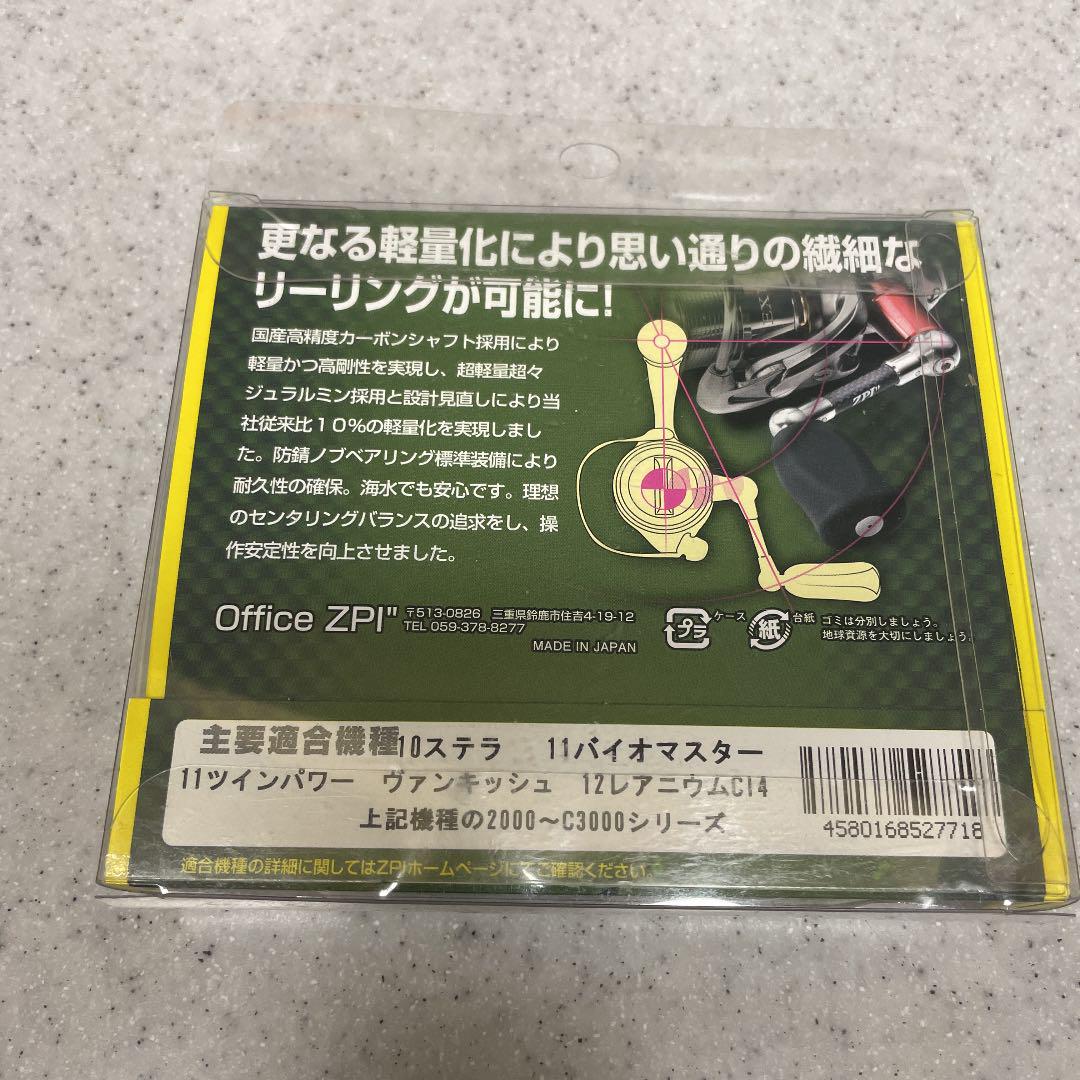 更なる軽量化により思い通りの繊細な
リーリングが可能に!
国産高精度カーボンシャフト採用により
軽量かつ高剛性を実現し、超軽量超々
ジュラルミン採用と設計見直しにより当
社従来比10%の軽量化を実現しまし
た。防錆ノブベアリング標準装備により
耐久性の確保。海水でも安心です。理想
のセンタリングバランスの追求をし、操
作安定性を向上させました。
ZPI"
Office ZPI"
〒513-0826 三重県鈴鹿市住吉4-19-12
TEL 059-378-8277
MADE IN JAPAN
プラ
ケース
紙
台紙
ゴミは分別しましょう。
地球資源を大切にしましょう。
主要適合機種
10ステラ 11バイオマスター
11ツインパワー ヴァンキッシュ 12レアニウムCI4
上記機種の2000~C3000シリーズ
4580168527718
適合機種の詳細に関してはZPIホームページにてご確認ください。